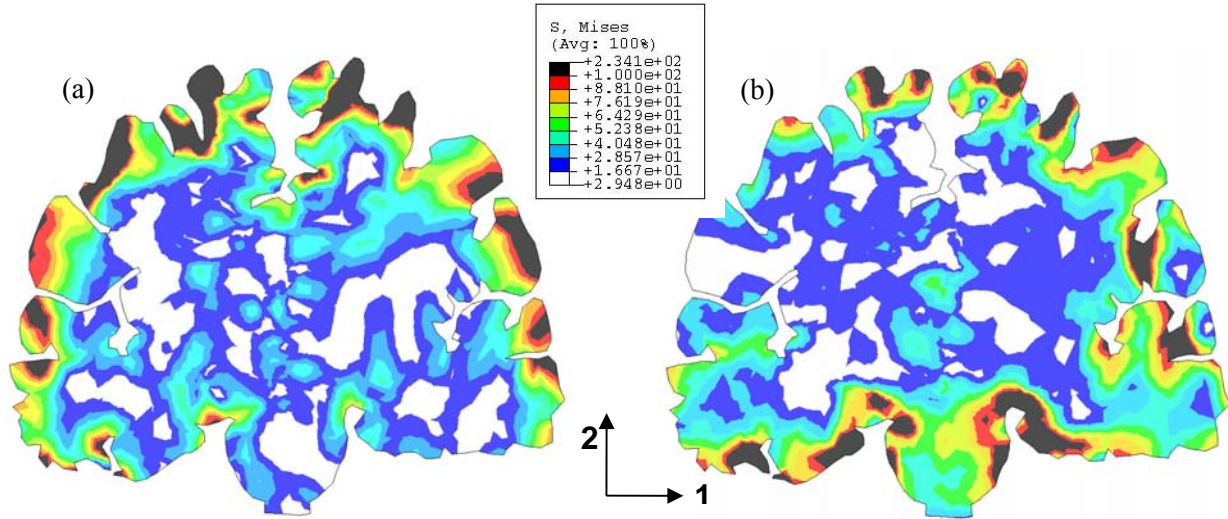 S, Mises
(Avg: 100%)
+2.341e+02
+1.000e+02
+8.810e+01
+7.619e+01
+6.429e+01
+5.238e+01
+4.048e+01
+2.857e+01
+1.667e+01
+2.948e+00
(a)
(b)
2
1